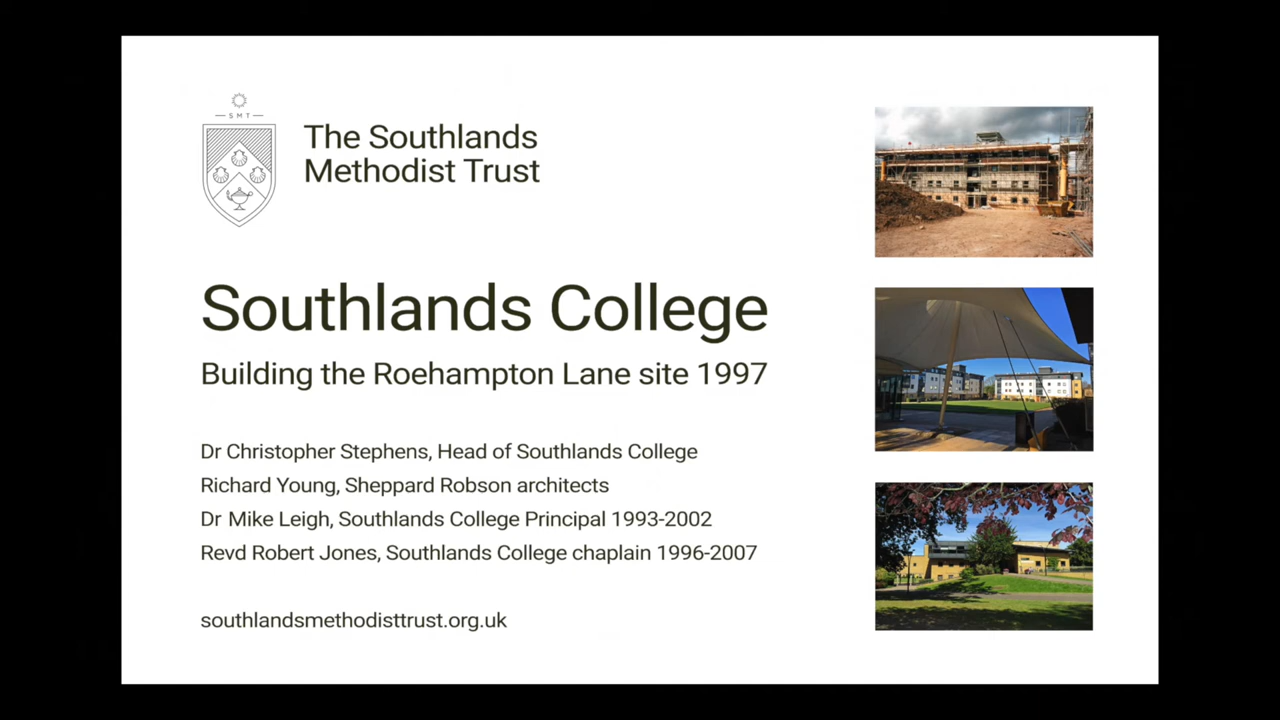 SMT
The Southlands
Methodist Trust
Southlands College
Building the Roehampton Lane site 1997
Dr Christopher Stephens, Head of Southlands College
Richard Young, Sheppard Robson architects
Dr Mike Leigh, Southlands College Principal 1993-2002
Revd Robert Jones, Southlands College chaplain 1996-2007
southlandsmethodisttrust.org.uk